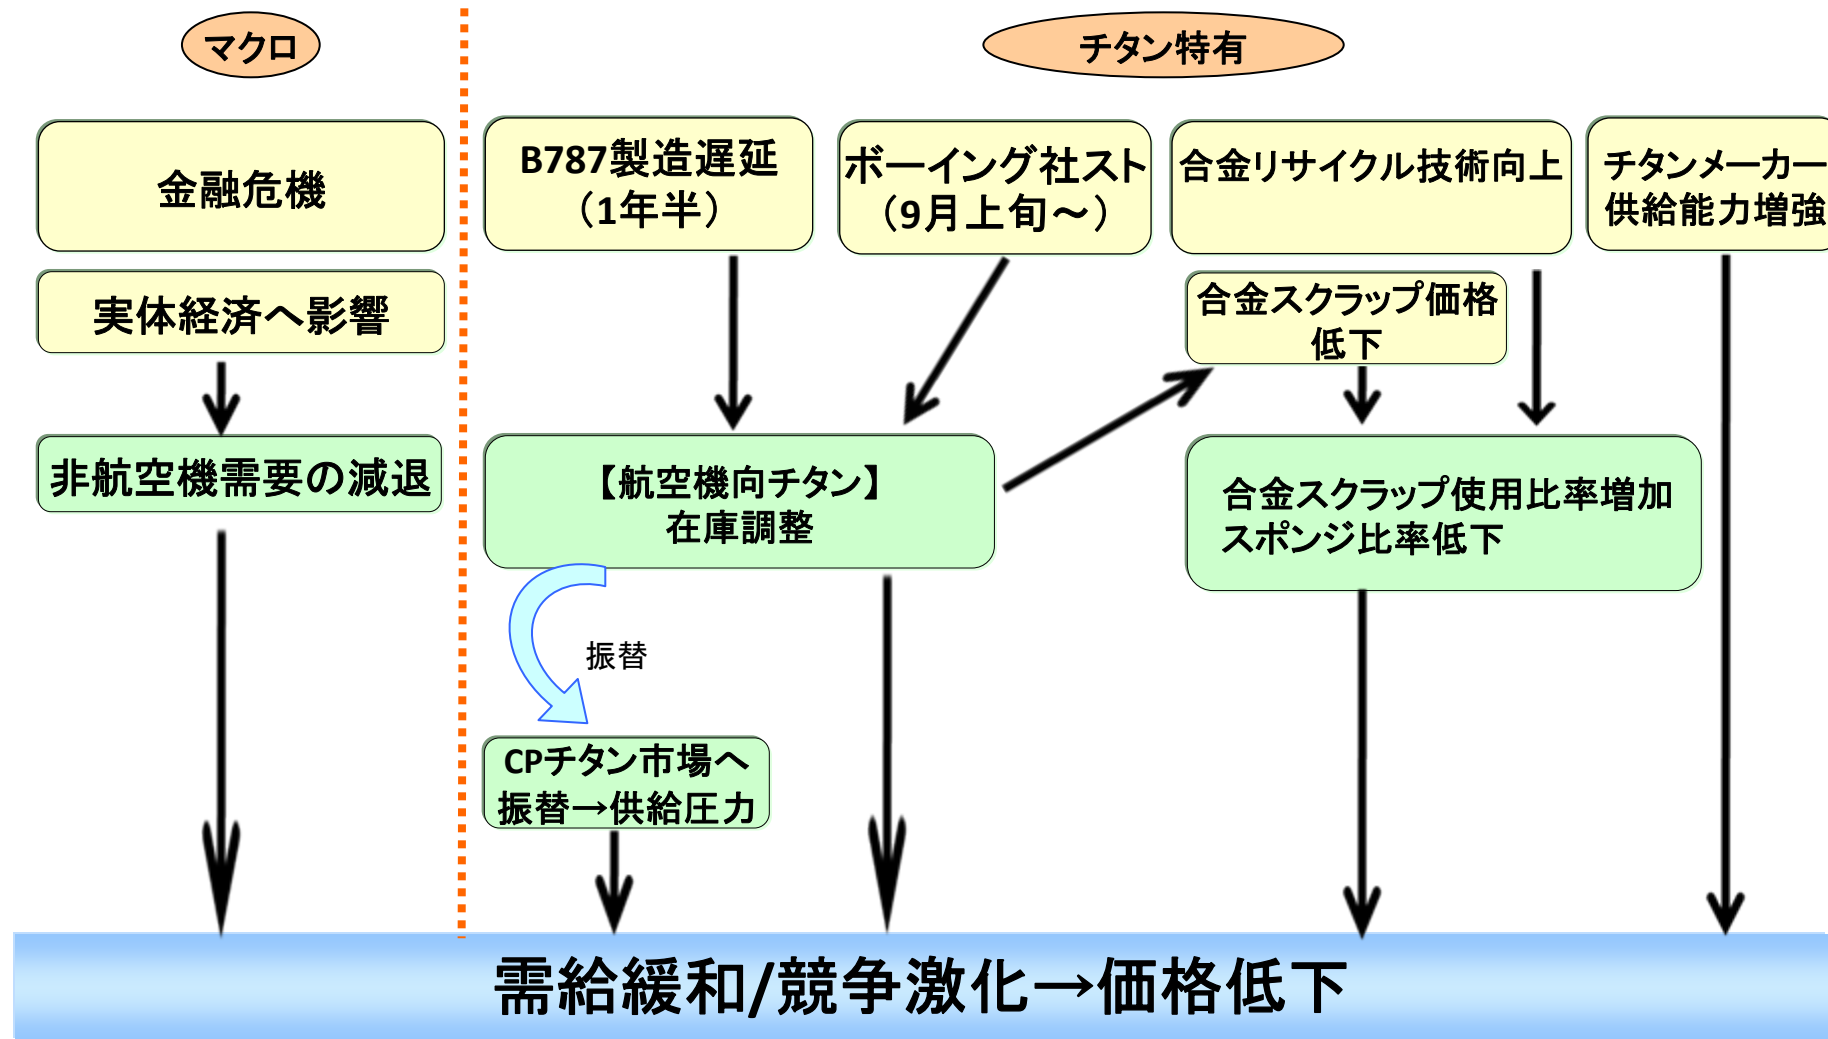 マクロ
チタン特有
金融危機
実体経済へ影響
非航空機需要の減退
B787製造遅延
（1年半）
ボーイング社スト
（9月上旬～）
合金リサイクル技術向上
チタンメーカー
供給能力増強
合金スクラップ価格
低下
【航空機向チタン】
在庫調整
合金スクラップ使用比率増加
スポンジ比率低下
振替
CPチタン市場へ
振替→供給圧力
需給緩和/競争激化→価格低下